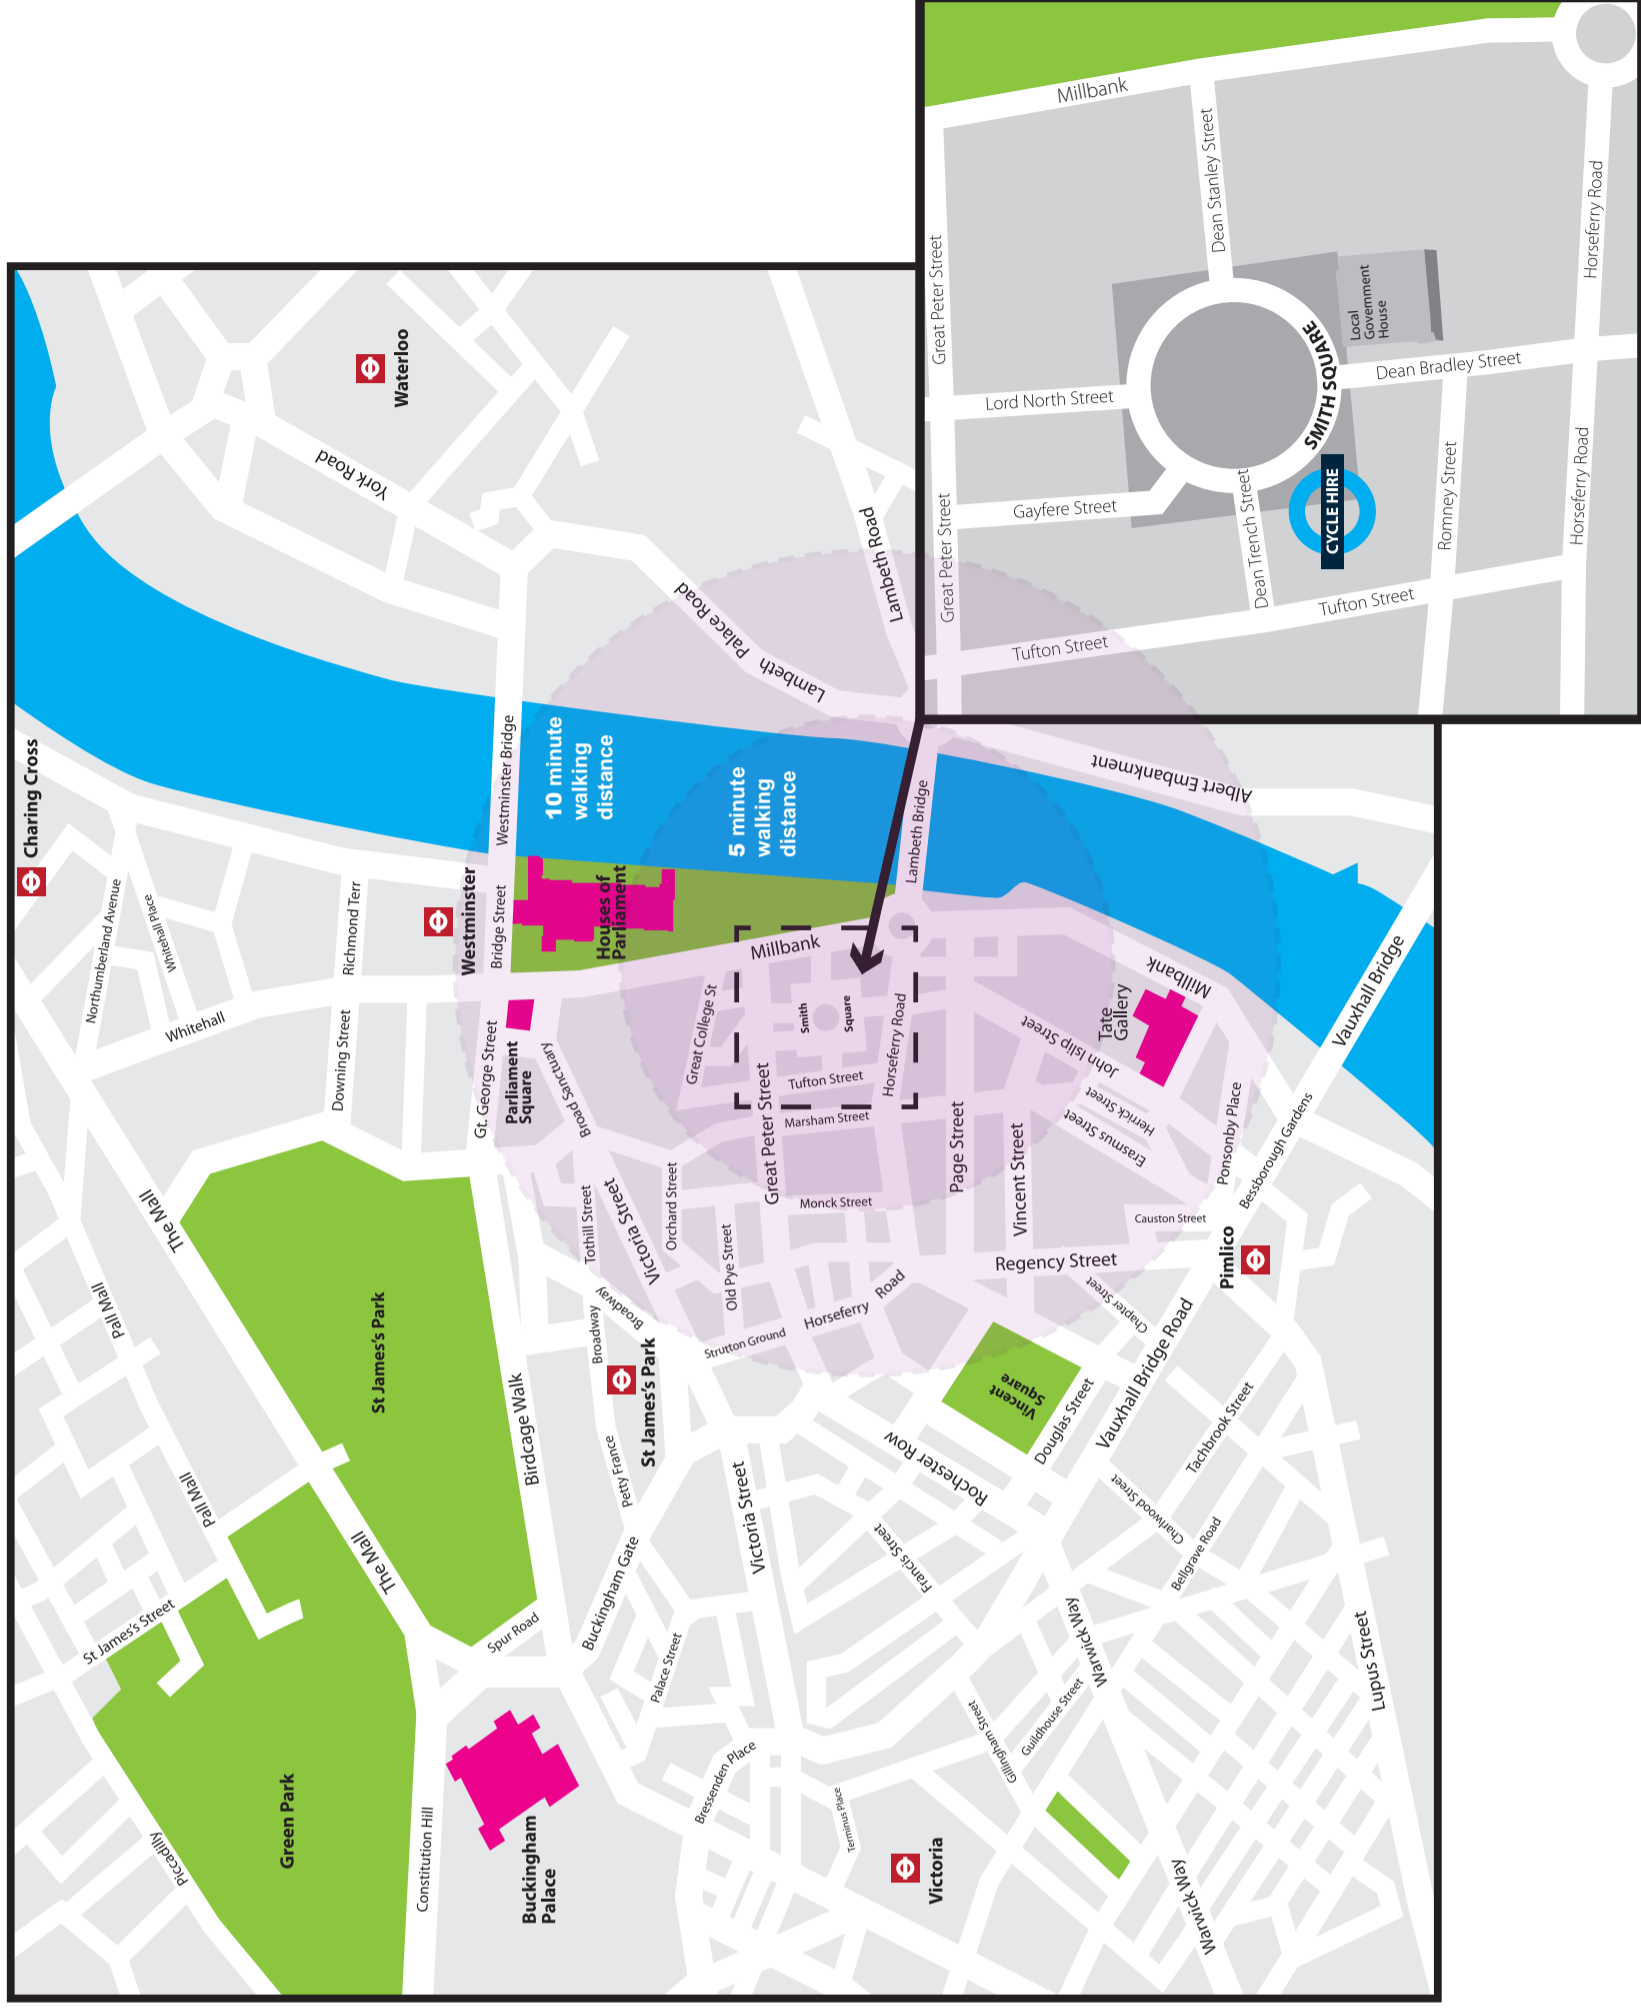 Charing Cross
Northumberland Avenue
Whitehall Place
Whitehall
Richmond Terr
Downing Street
Westminster
Bridge Street
Westminster Bridge
Gt. George Street
Parliament
Square
Broad Sanctuary
Houses of
Parliament
10 minute
walking
distance
5 minute
walking
distance
Waterloo
York Road
Lambeth Palace Road
Lambeth Road
Lambeth Bridge
Albert Embankment
Millbank
Great College St
Smith
Square
Tufton Street
Horseferry Road
Great Peter Street
Marsham Street
Monck Street
Page Street
Vincent Street
John Islip Street
Herrick Street
Erasmus Street
Tate
Gallery
Millbank
Vauxhall Bridge
Ponsonby Place
Bessborough Gardens
Causton Street
Regency Street
Pimlico
Chapter Street
Vauxhall Bridge Road
Tothill Street
Victoria Street
Orchard Street
Old Pye Street
Broadway
Broadway
Strutton Ground
Horseferry Road
St James's Park
Petty France
Vincent
Square
Douglas Street
Rochester Row
Tachbrook Street
Charlwood Street
Bellgrave Road
Francis Street
Victoria Street
Warwick Way
Lupus Street
Guildhouse Street
Gillingham Street
Warwick Way
Victoria
Terminus Place
Bressenden Place
Palace Street
Buckingham Gate
Spur Road
Birdcage Walk
St James's Park
The Mall
The Mall
Pall Mall
Pall Mall
St James's Street
Green Park
Piccadilly
Constitution Hill
Buckingham
Palace
Millbank
Dean Stanley Street
Great Peter Street
Great Peter Street
Lord North Street
Gayfere Street
SMITH SQUARE
Local
Government
House
Dean Bradley Street
Dean Trench Street
CYCLE HIRE
Romney Street
Tufton Street
Tufton Street
Horseferry Road
Horseferry Road